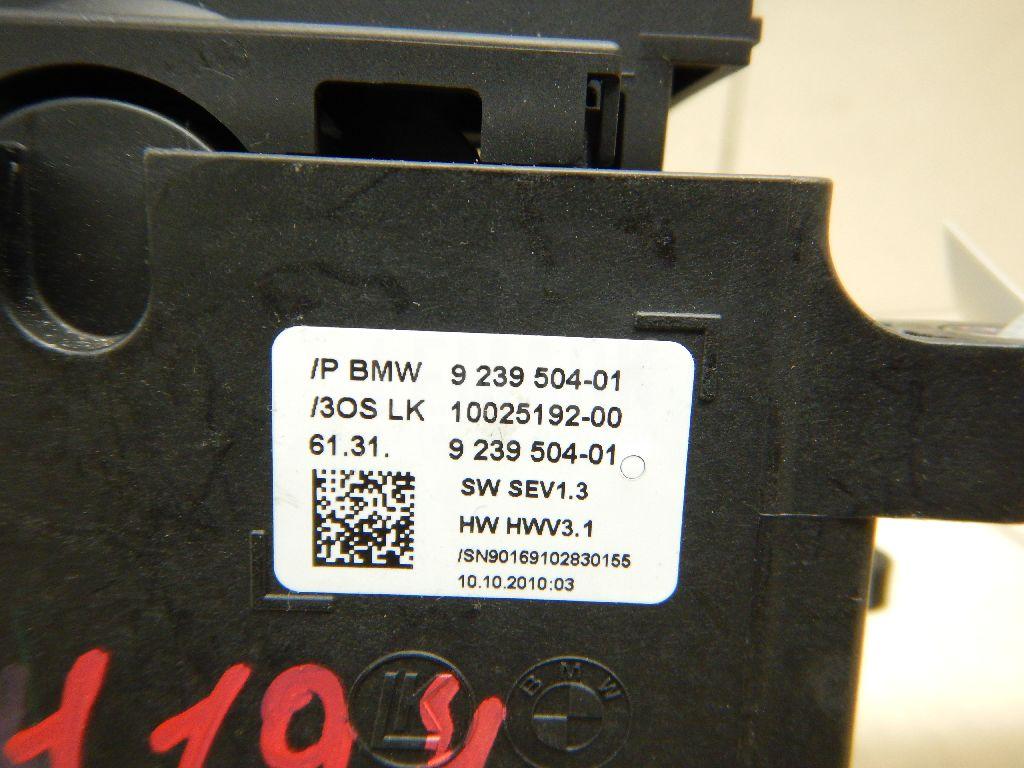 /P BMW 9 239 504-01
/3OS LK 10025192-00
61.31. 9 239 504-01
SW SEV1.3
HW HWV3.1
/SN90169102830155
10.10.2010:03
LK
BMW